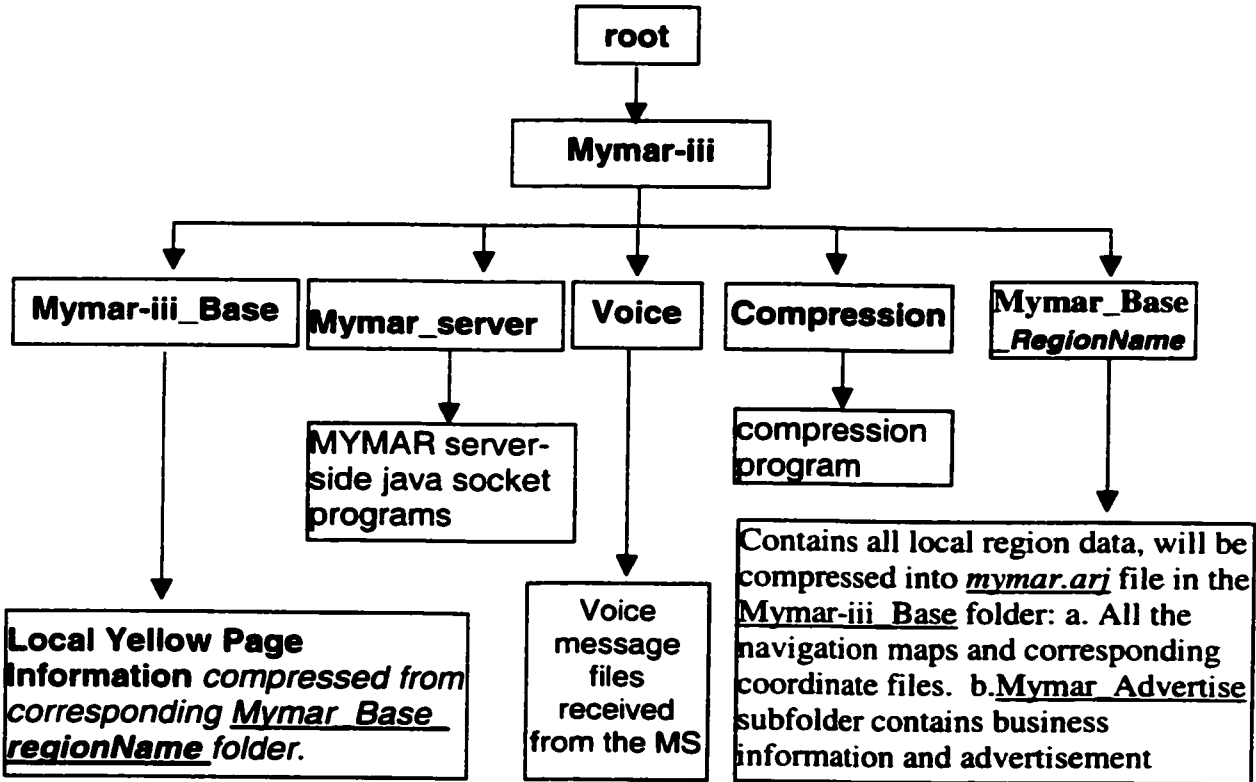 root
Mymar-iii
Mymar-iii_Base
Mymar_server
Voice
Compression
Mymar_Base
_RegionName
MYMAR server-
side java socket
programs
compression
program
Local Yellow Page
Information compressed from
corresponding Mymar_Base_
regionName folder.
Voice
message
files
received
from the MS
Contains all local region data, will be
compressed into mymar.arj file in the
Mymar-iii_Base folder: a. All the
navigation maps and corresponding
coordinate files. b.Mymar_Advertise
subfolder contains business
information and advertisement